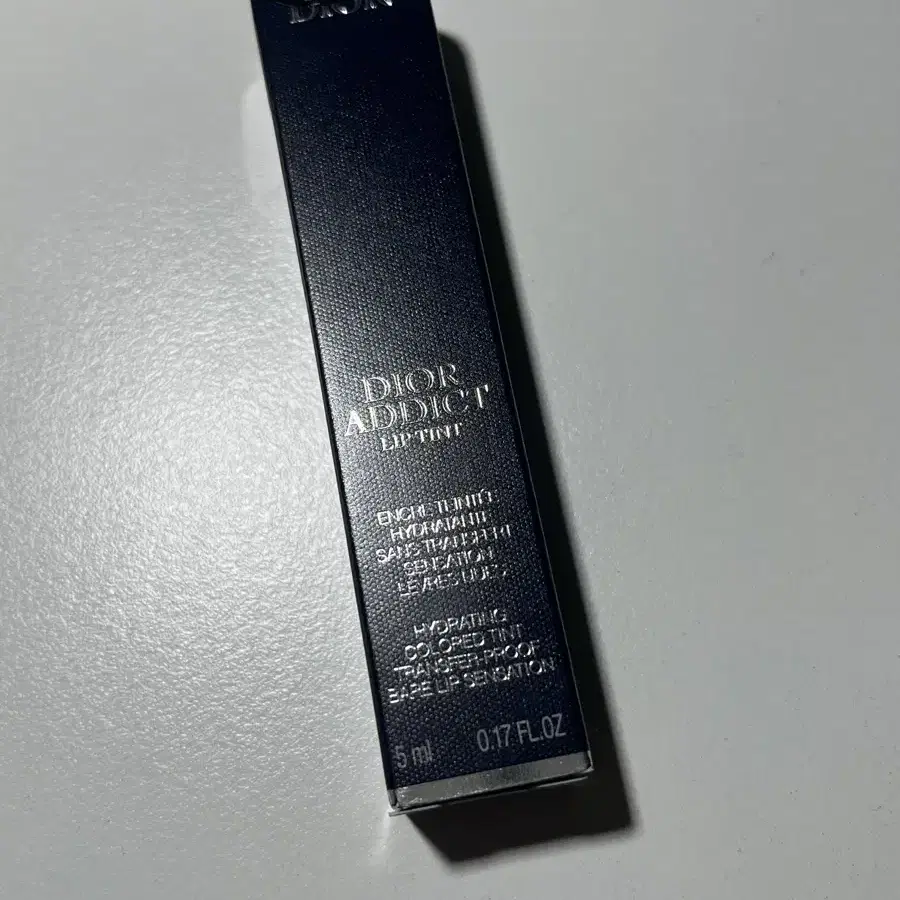 DIOR
DIOR
ADDICT
LIP TINT
ENCRE TEINTÉE
HYDRATANTE
SANS TRANSFERT
SENSATION
LÈVRES NUES
HYDRATING
COLORED TINT
TRANSFER-PROOF
BARE LIP SENSATION
5 ml 0.17 FL.OZ